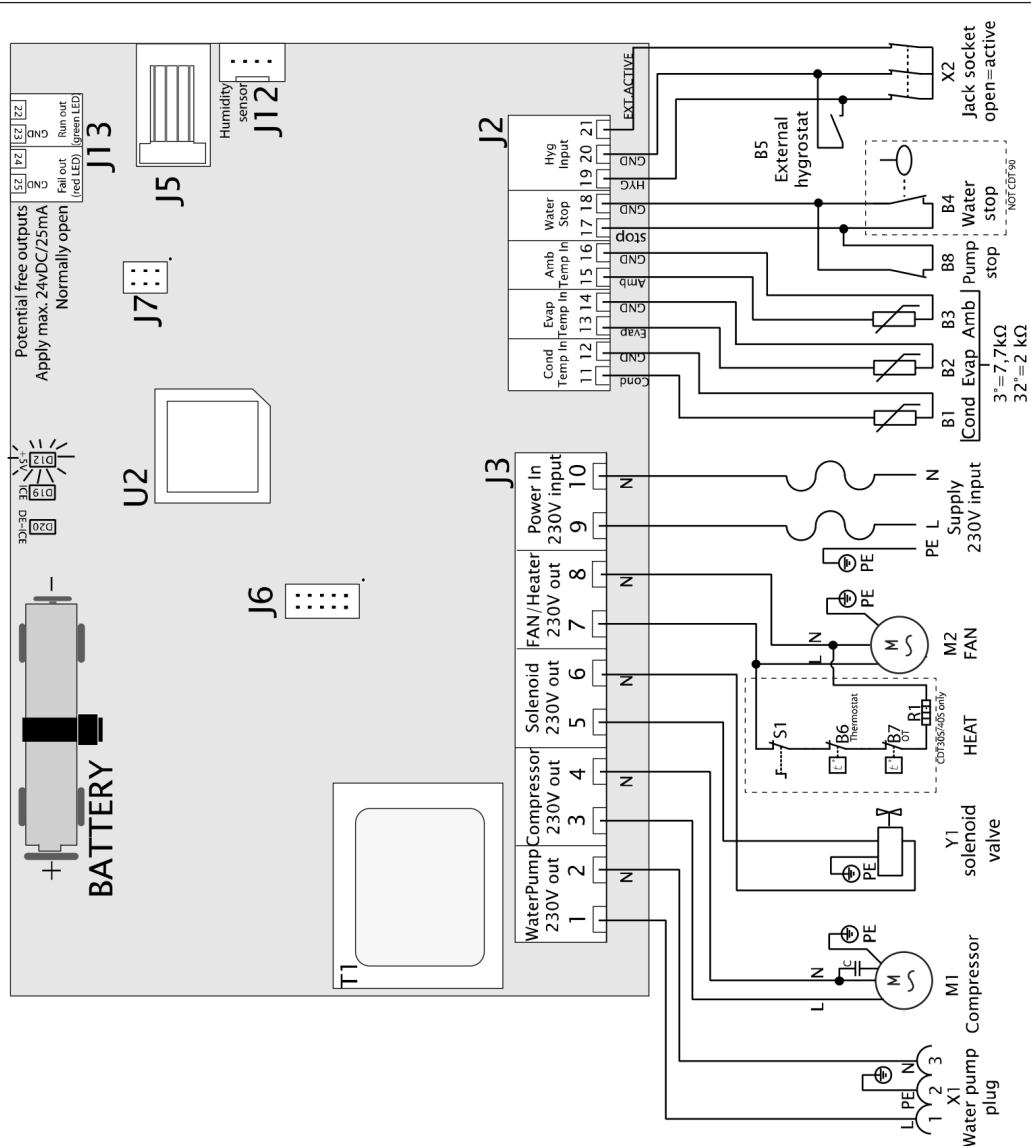 BATTERY
+
−
DE-ICE
D20
ICE
D19
+5V
D12
Potential free outputs
Apply max. 24vDC/25mA
Normally open
25
24
23
22
GND
GND
Fail out
(red LED)
Run out
(green LED)
J13
U2
J7
J5
Humidity
sensor
J12
J6
T1
J3
WaterPump
230V out
1
2
N
Compressor
230V out
3
4
N
Solenoid
230V out
5
6
N
FAN/Heater
230V out
7
8
N
Power In
230V input
9
10
N
J2
Cond
Temp In
11
12
Cond
GND
Evap
Temp In
13
14
Evap
GND
Amb
Temp In
15
16
Amb
GND
Water
Stop
17
18
stop
GND
Hyg
Input
19
20
21
HYG
GND
EXT.ACTIVE
L
PE
N
1
2
3
X1
Water pump
plug
L
N
C
PE
M
M1
Compressor
PE
Y1
solenoid
valve
S1
t°
B6
Thermostat
t°
B7
OT
R1
CDT30S/40S only
HEAT
L
N
PE
M
M2
FAN
PE
PE
L
N
Supply
230V input
B1
B2
B3
Cond
Evap
Amb
3°=7,7kΩ
32°=2 kΩ
B8
Pump
stop
B4
Water
stop
NOT CDT 90
B5
External
hygrostat
X2
Jack socket
open=active